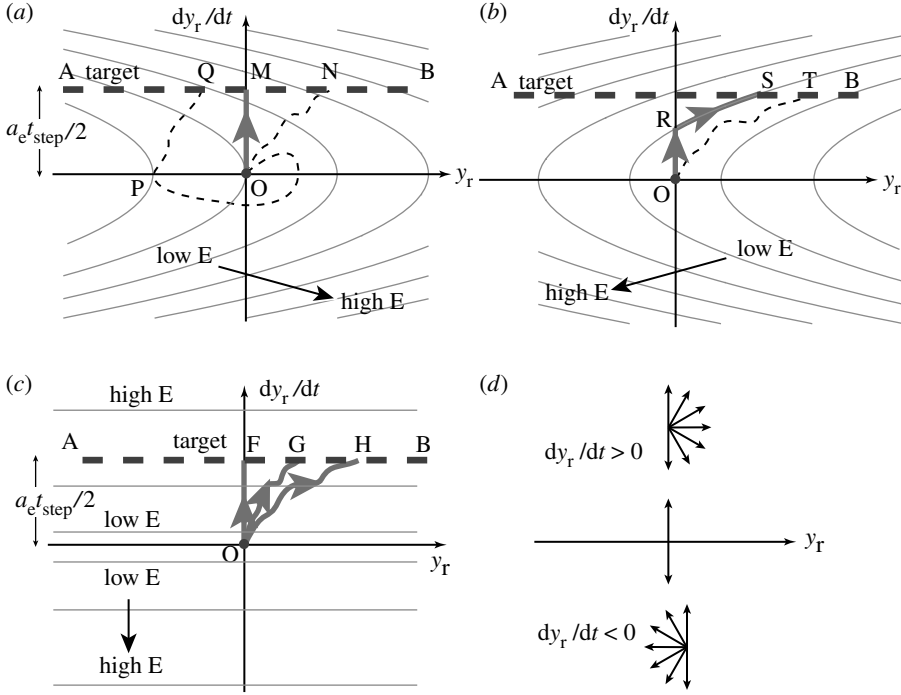 (a)
dy_r/dt
A target Q M N B
a_e t_step/2
P O y_r
low E
high E
(b)
dy_r/dt
A target S T B
R
O y_r
low E
high E
(c)
dy_r/dt
high E
A target F G H B
a_e t_step/2
low E
O y_r
low E
high E
(d)
dy_r/dt > 0
y_r
dy_r/dt < 0